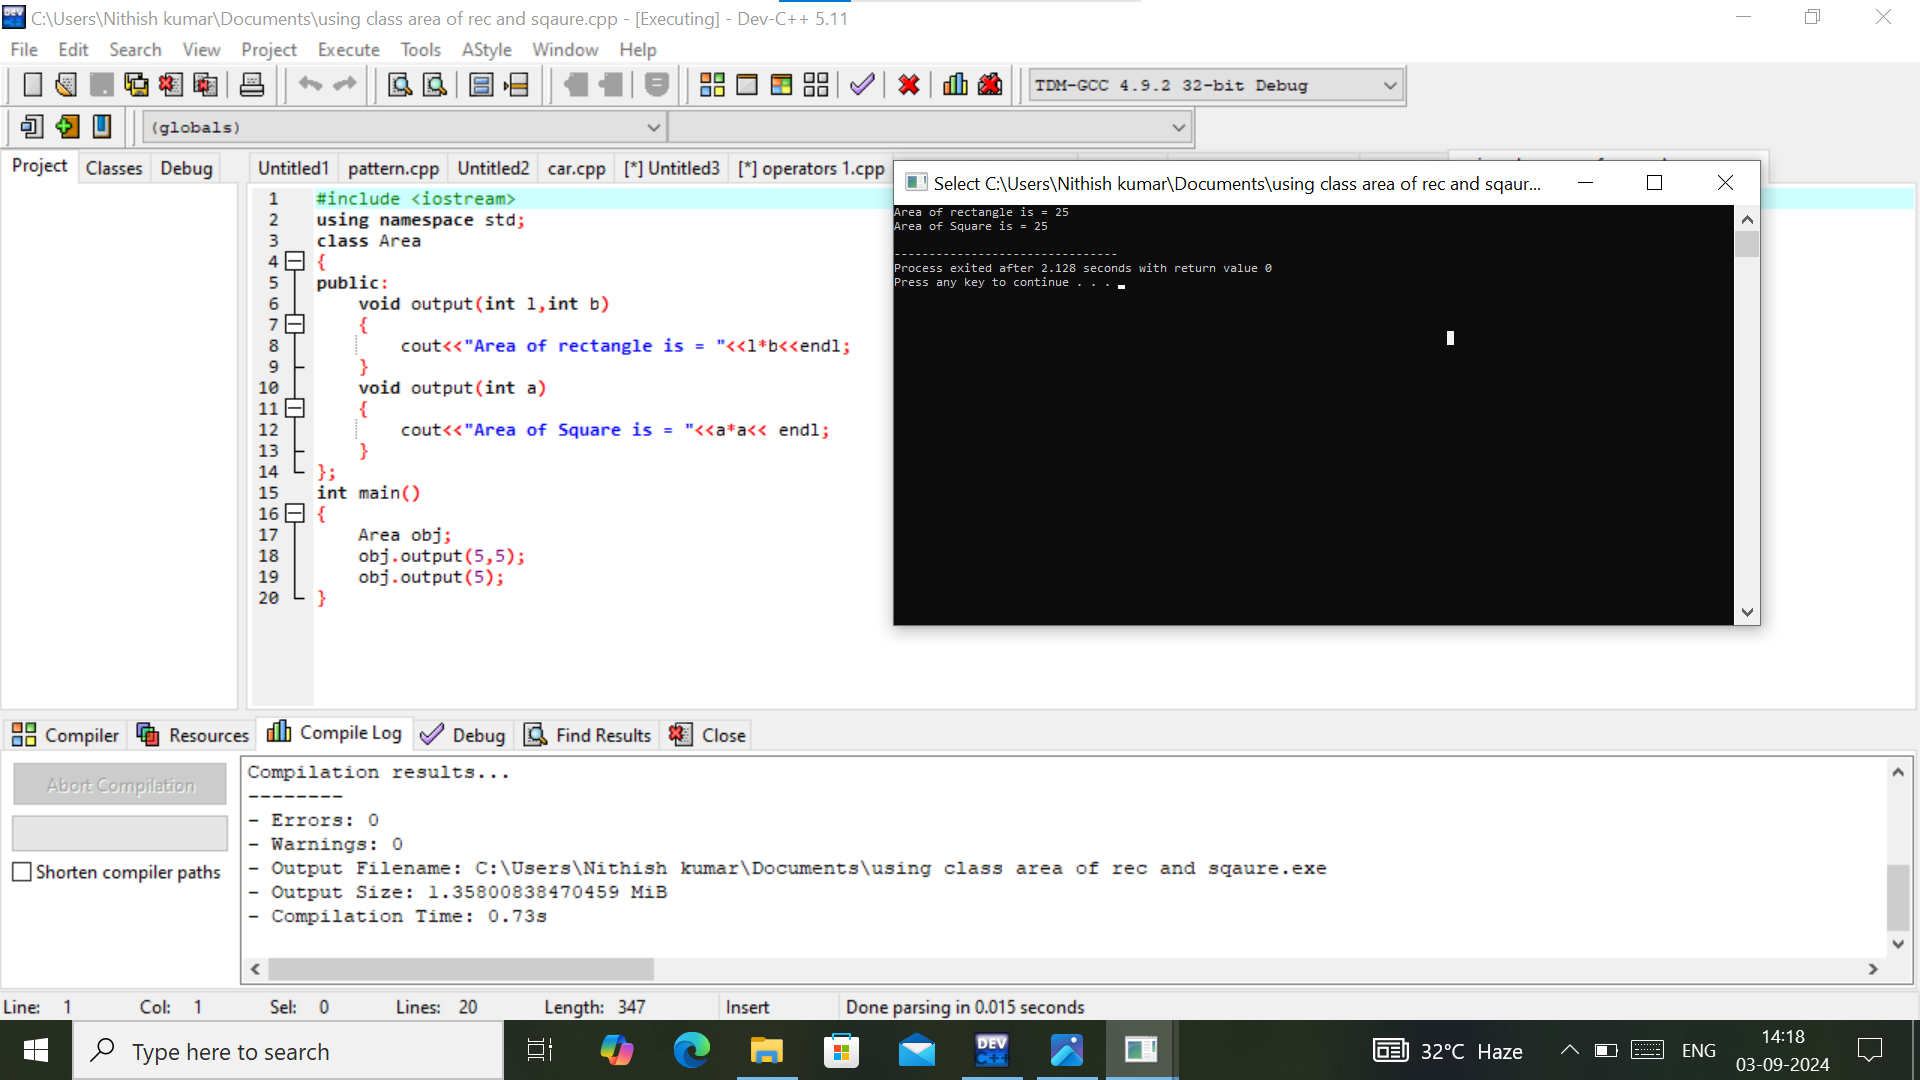 C:\Users\Nithish kumar\Documents\using class area of rec and sqaure.cpp - [Executing] - Dev-C++ 5.11
File Edit Search View Project Execute Tools AStyle Window Help
TDM-GCC 4.9.2 32-bit Debug
(globals)
Project Classes Debug
Untitled1 pattern.cpp Untitled2 car.cpp [*] Untitled3 [*] operators 1.cpp
1 #include <iostream>
2 using namespace std;
3 class Area
4 {
5 public:
6 void output(int l,int b)
7 {
8 cout<<"Area of rectangle is = "<<l*b<<endl;
9 }
10 void output(int a)
11 {
12 cout<<"Area of Square is = "<<a*a<< endl;
13 }
14 };
15 int main()
16 {
17 Area obj;
18 obj.output(5,5);
19 obj.output(5);
20 }
Select C:\Users\Nithish kumar\Documents\using class area of rec and sqaur...
Area of rectangle is = 25
Area of Square is = 25
--------------------------------
Process exited after 2.128 seconds with return value 0
Press any key to continue . . .
Compiler Resources Compile Log Debug Find Results Close
Abort Compilation
Shorten compiler paths
Compilation results...
--------
- Errors: 0
- Warnings: 0
- Output Filename: C:\Users\Nithish kumar\Documents\using class area of rec and sqaure.exe
- Output Size: 1.35800838470459 MiB
- Compilation Time: 0.73s
Line: 1 Col: 1 Sel: 0 Lines: 20 Length: 347 Insert Done parsing in 0.015 seconds
Type here to search
DEV C++
32°C Haze
ENG
14:18
03-09-2024